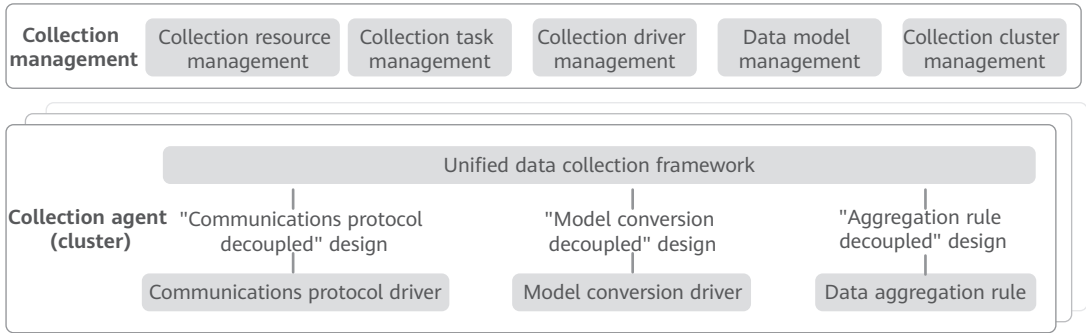 Collection
management
Collection resource
management
Collection task
management
Collection driver
management
Data model
management
Collection cluster
management
Unified data collection framework
Collection agent
(cluster)
"Communications protocol
decoupled" design
"Model conversion
decoupled" design
"Aggregation rule
decoupled" design
Communications protocol driver
Model conversion driver
Data aggregation rule